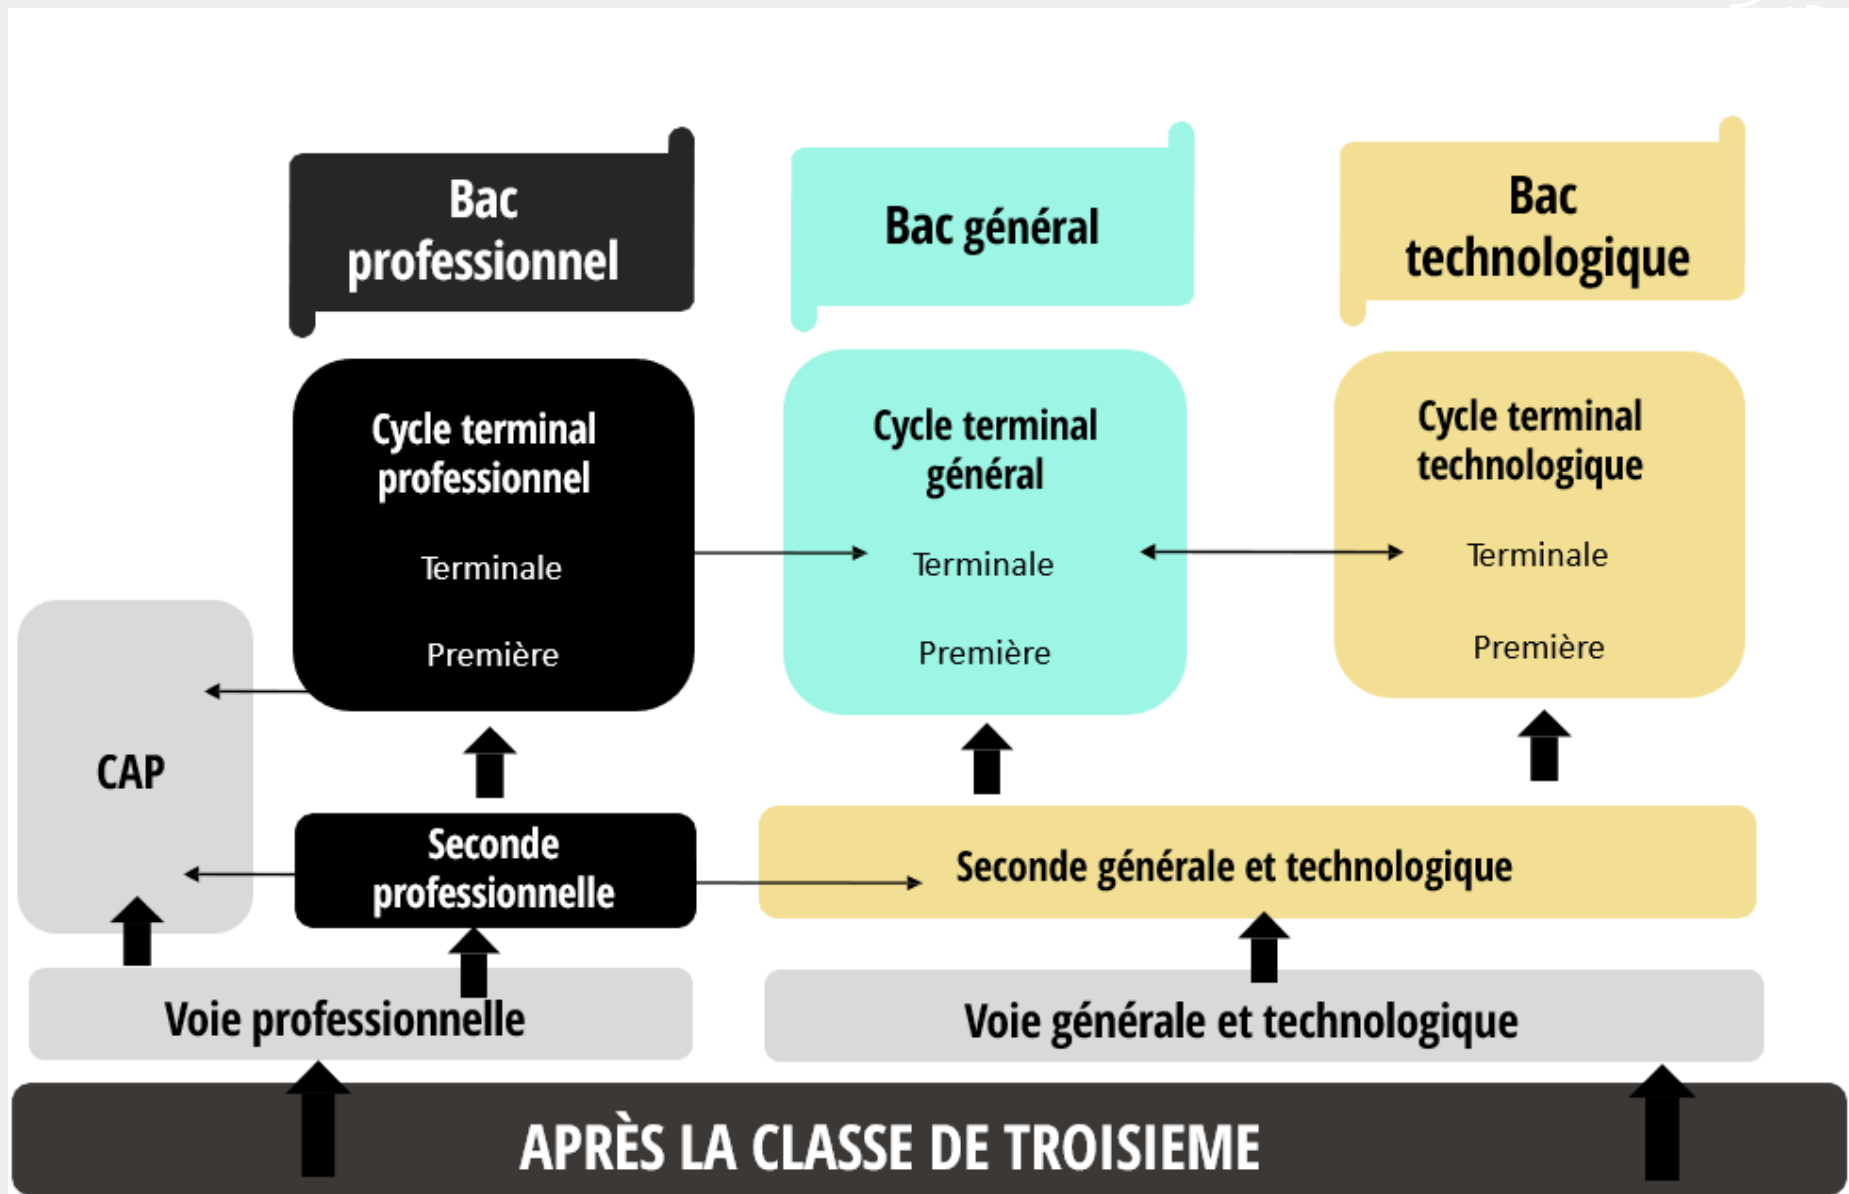 Bac
professionnel
Bac général
Bac
technologique
Cycle terminal
professionnel
Terminale
Première
Cycle terminal
général
Terminale
Première
Cycle terminal
technologique
Terminale
Première
CAP
Seconde
professionnelle
Seconde générale et technologique
Voie professionnelle
Voie générale et technologique
APRÈS LA CLASSE DE TROISIEME